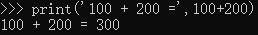 >>> print('100 + 200 =',100+200)
100 + 200 = 300